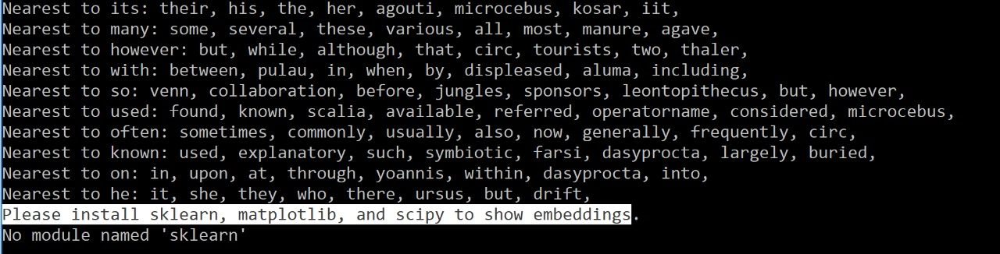 Nearest to its: their, his, the, her, agouti, microcebus, kosar, iit,
Nearest to many: some, several, these, various, all, most, manure, agave,
Nearest to however: but, while, although, that, circ, tourists, two, thaler,
Nearest to with: between, pulau, in, when, by, displeased, aluma, including,
Nearest to so: venn, collaboration, before, jungles, sponsors, leontopithecus, but, however,
Nearest to used: found, known, scalia, available, referred, operatorname, considered, microcebus,
Nearest to often: sometimes, commonly, usually, also, now, generally, frequently, circ,
Nearest to known: used, explanatory, such, symbiotic, farsi, dasyprocta, largely, buried,
Nearest to on: in, upon, at, through, yoannis, within, dasyprocta, into,
Nearest to he: it, she, they, who, there, ursus, but, drift,
Please install sklearn, matplotlib, and scipy to show embeddings.
No module named 'sklearn'